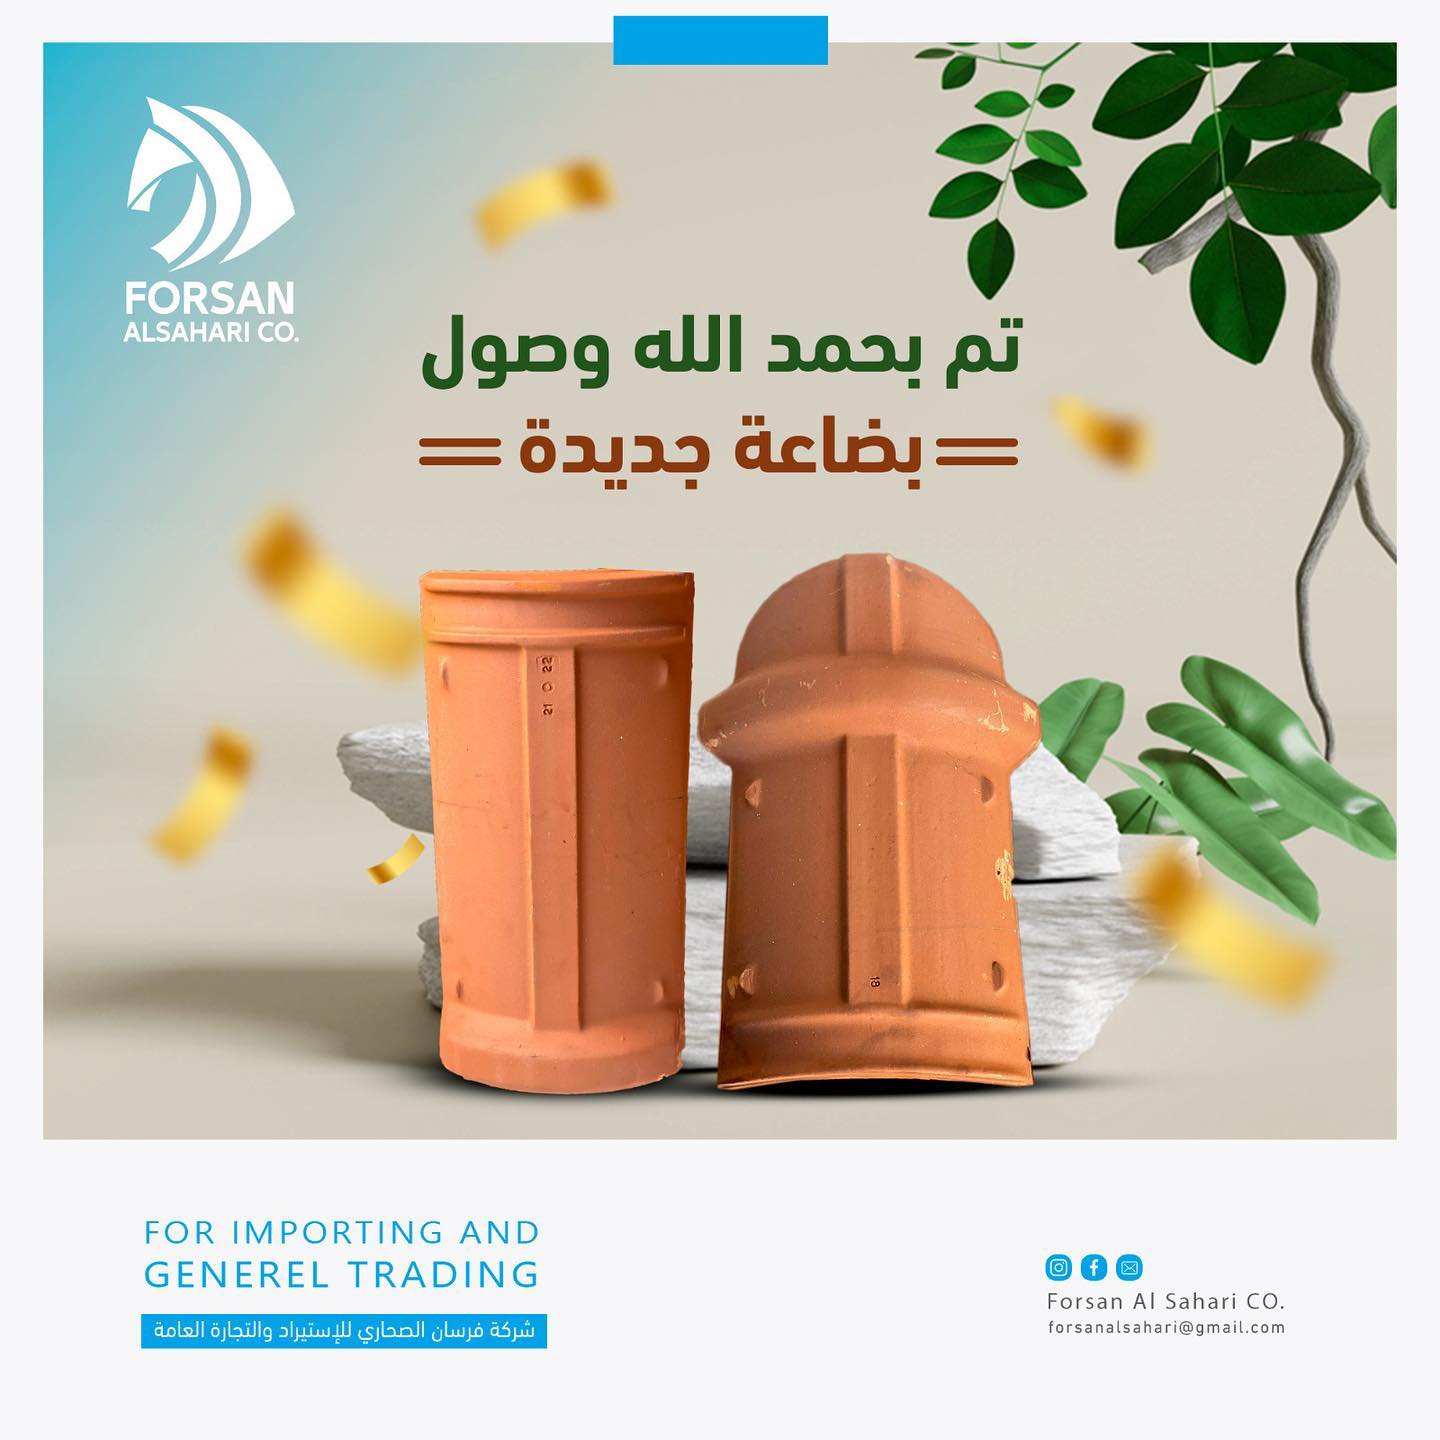 FORSAN
ALSAHARI CO.
تم بحمد الله وصول
بضاعة جديدة
21 O 22
18
FOR IMPORTING AND
GENEREL TRADING
شركة فرسان الصحاري للإستيراد والتجارة العامة
Forsan Al Sahari CO.
forsanalsahari@gmail.com